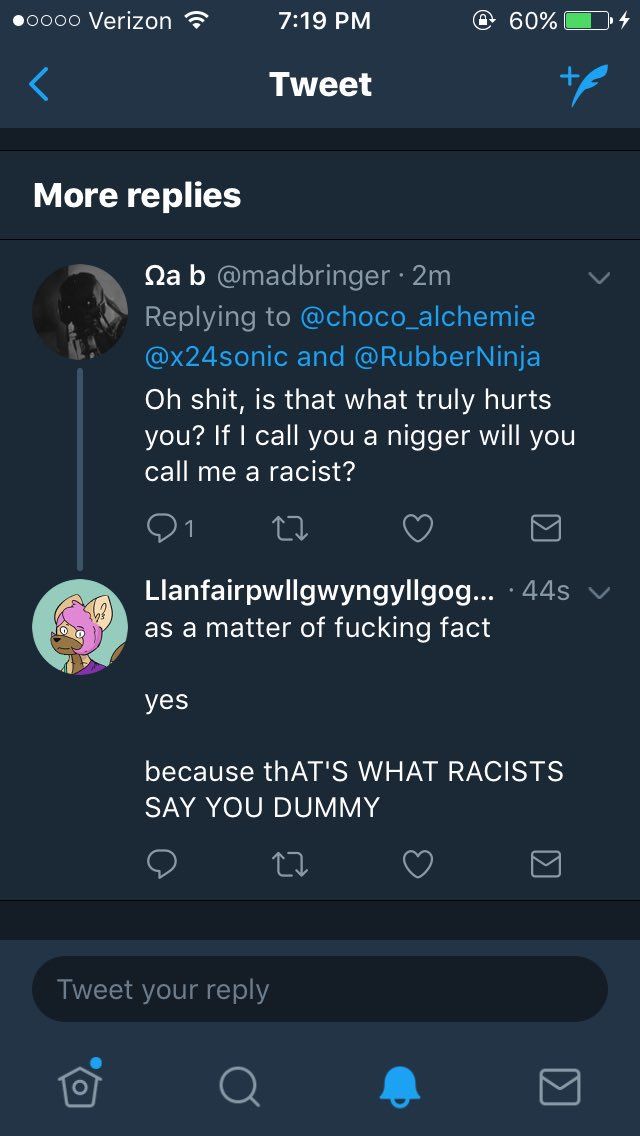 Verizon 7:19 PM 60%
Tweet
More replies
Ωa b @madbringer · 2m
Replying to @choco_alchemie
@x24sonic and @RubberNinja
Oh shit, is that what truly hurts
you? If I call you a nigger will you
call me a racist?
1
Llanfairpwllgwyngyllgog... · 44s
as a matter of fucking fact
yes
because thAT'S WHAT RACISTS
SAY YOU DUMMY
Tweet your reply